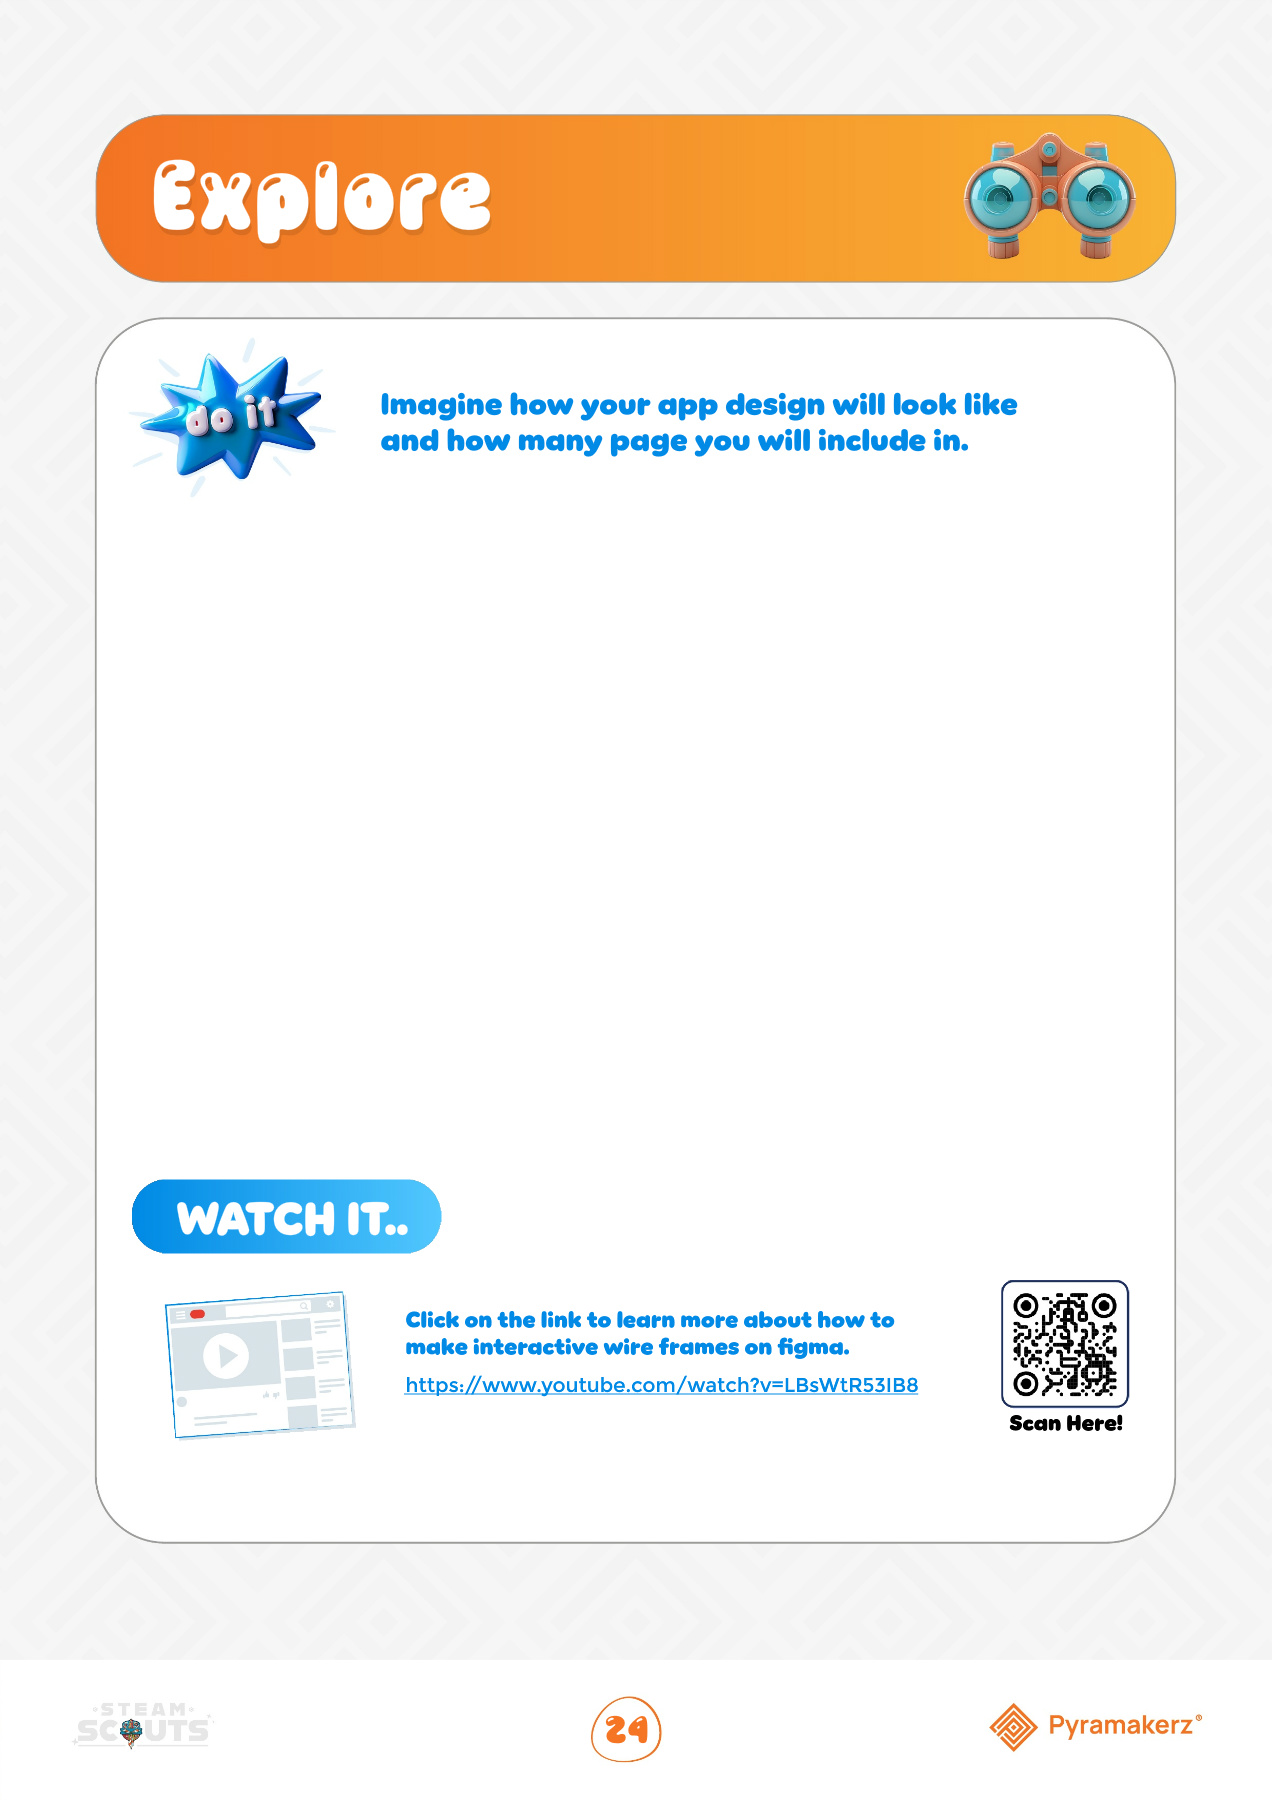 Explore
do it
Imagine how your app design will look like
and how many page you will include in.
WATCH IT..
Click on the link to learn more about how to
make interactive wire frames on figma.
https://www.youtube.com/watch?v=LBsWtR53IB8
Scan Here!
STEAM
SCOUTS
24
Pyramakerz®